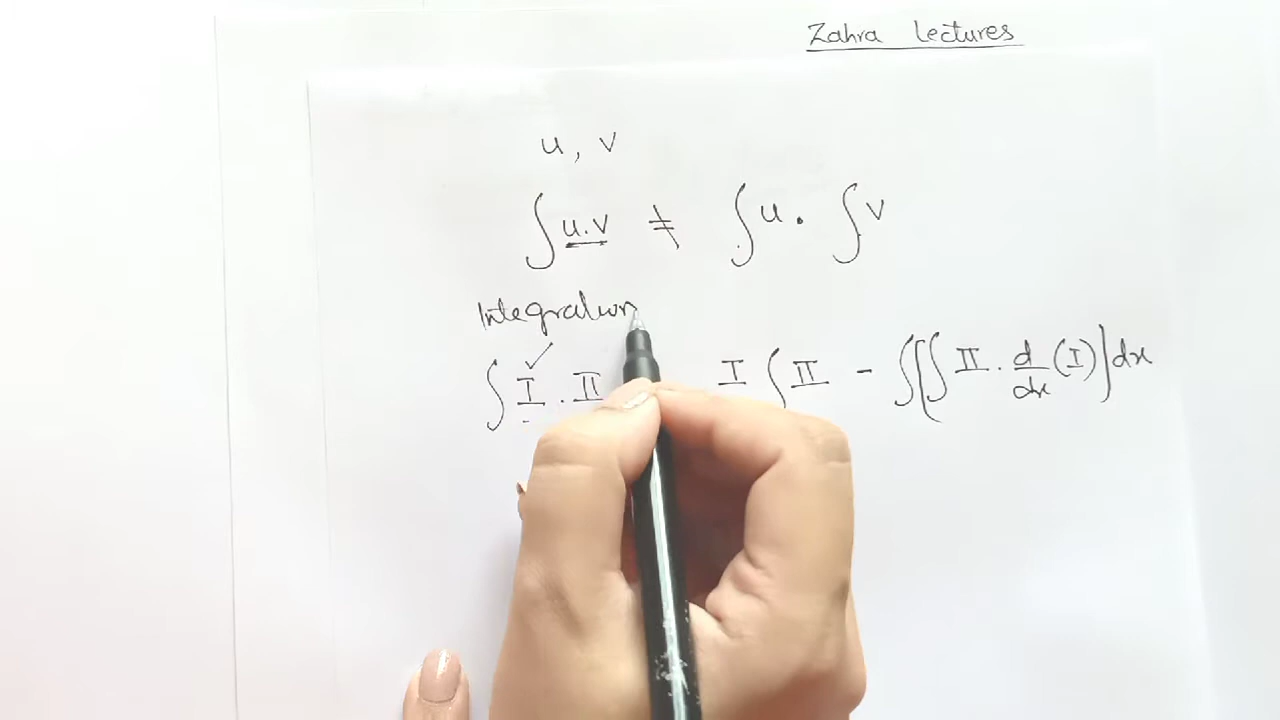 Zahra Lectures
u, v
∫u.v ≠ ∫u. ∫v
Integration
∫I.II I∫II - ∫[∫II. d/dx (I)]dx